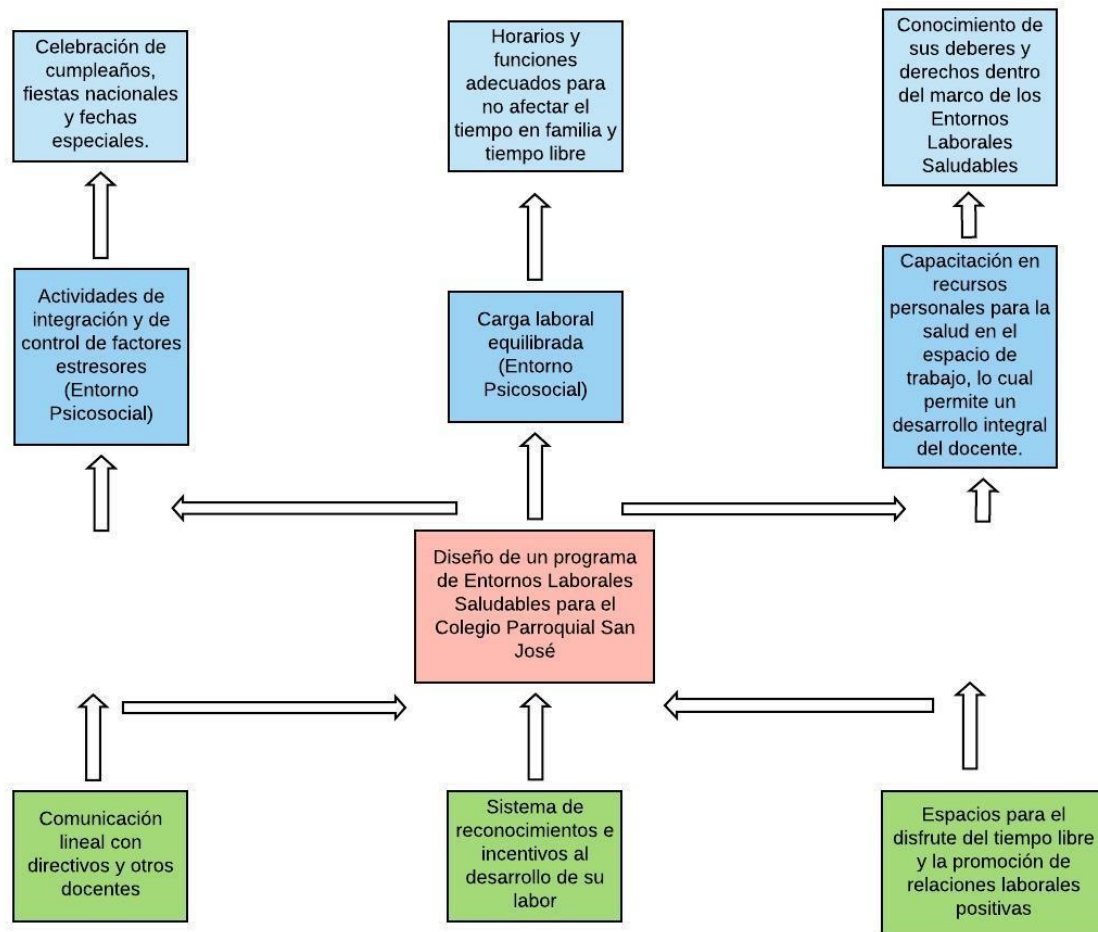 Celebración de
cumpleaños,
fiestas nacionales
y fechas
especiales.
Horarios y
funciones
adecuados para
no afectar el
tiempo en familia y
tiempo libre
Conocimiento de
sus deberes y
derechos dentro
del marco de los
Entornos
Laborales
Saludables
Actividades de
integración y de
control de factores
estresores
(Entorno
Psicosocial)
Carga laboral
equilibrada
(Entorno
Psicosocial)
Capacitación en
recursos
personales para la
salud en el
espacio de
trabajo, lo cual
permite un
desarrollo integral
del docente.
Diseño de un programa
de Entornos Laborales
Saludables para el
Colegio Parroquial San
José
Comunicación
lineal con
directivos y otros
docentes
Sistema de
reconocimientos e
incentivos al
desarrollo de su
labor
Espacios para el
disfrute del tiempo libre
y la promoción de
relaciones laborales
positivas